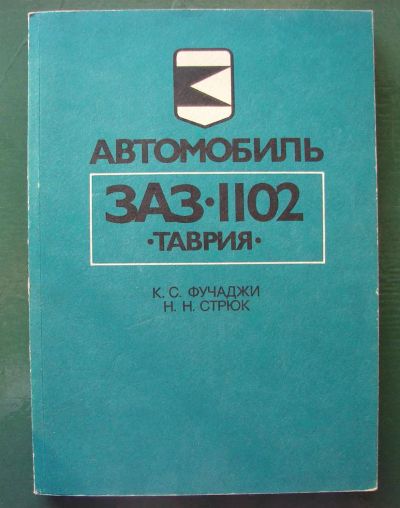 АВТОМОБИЛЬ
ЗАЗ·1102
·ТАВРИЯ·
К. С. ФУЧАДЖИ
Н. Н. СТРЮК